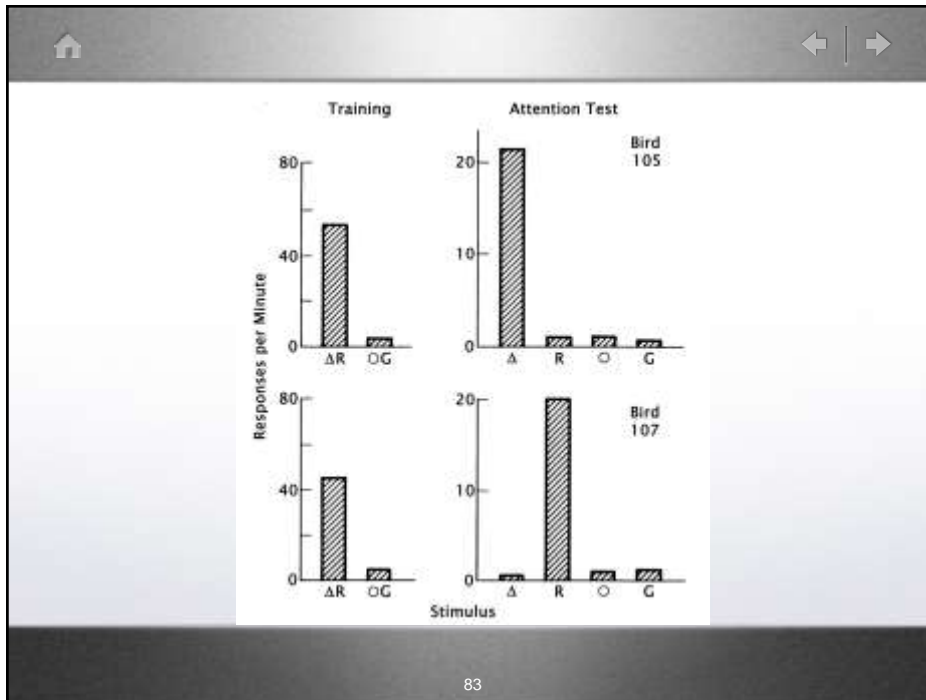 Training
Attention Test
Responses per Minute
80
40
0
ΔR ○G
Bird
105
20
10
0
Δ R ○ G
80
40
0
ΔR ○G
Bird
107
20
10
0
Δ R ○ G
Stimulus
83